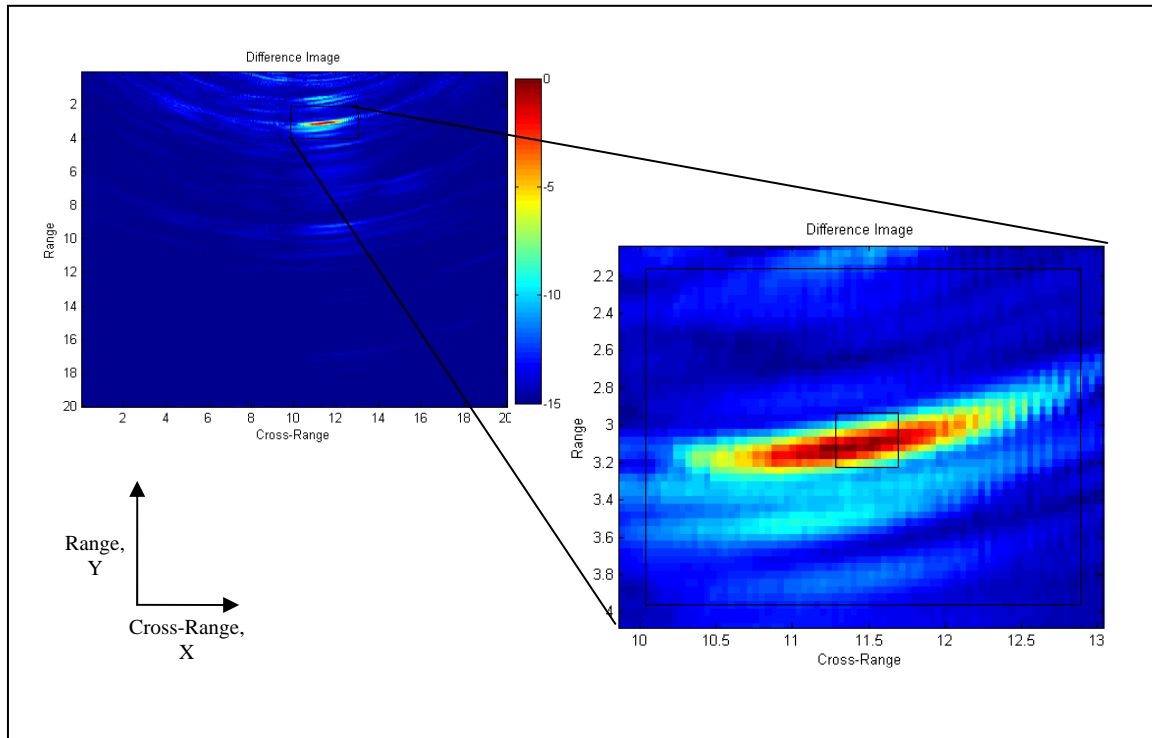 Difference Image
0
2
4
6
8
10
12
14
16
18
20
Range
2 4 6 8 10 12 14 16 18 20
Cross-Range
0
-5
-10
-15
Difference Image
2.2
2.4
2.6
2.8
3
3.2
3.4
3.6
3.8
4
Range
10 10.5 11 11.5 12 12.5 13
Cross-Range
Range,
Y
Cross-Range,
X